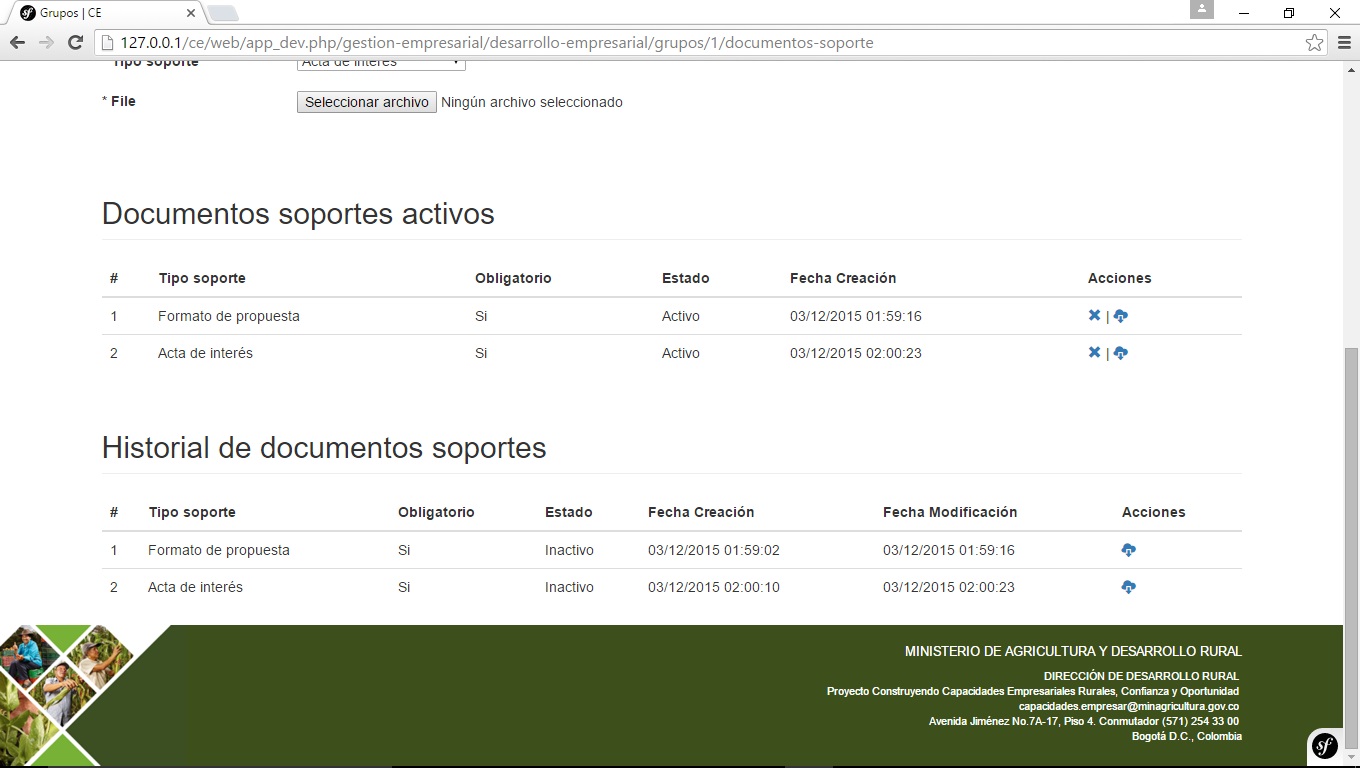 Grupos | CE
127.0.0.1/ce/web/app_dev.php/gestion-empresarial/desarrollo-empresarial/grupos/1/documentos-soporte
Tipo soporte Acta de interés
* File Seleccionar archivo Ningún archivo seleccionado
Documentos soportes activos
# Tipo soporte Obligatorio Estado Fecha Creación Acciones
1 Formato de propuesta Si Activo 03/12/2015 01:59:16 |
2 Acta de interés Si Activo 03/12/2015 02:00:23 |
Historial de documentos soportes
# Tipo soporte Obligatorio Estado Fecha Creación Fecha Modificación Acciones
1 Formato de propuesta Si Inactivo 03/12/2015 01:59:02 03/12/2015 01:59:16
2 Acta de interés Si Inactivo 03/12/2015 02:00:10 03/12/2015 02:00:23
MINISTERIO DE AGRICULTURA Y DESARROLLO RURAL
DIRECCIÓN DE DESARROLLO RURAL
Proyecto Construyendo Capacidades Empresariales Rurales, Confianza y Oportunidad
capacidades.empresar@minagricultura.gov.co
Avenida Jiménez No.7A-17, Piso 4. Conmutador (571) 254 33 00
Bogotá D.C., Colombia
sf